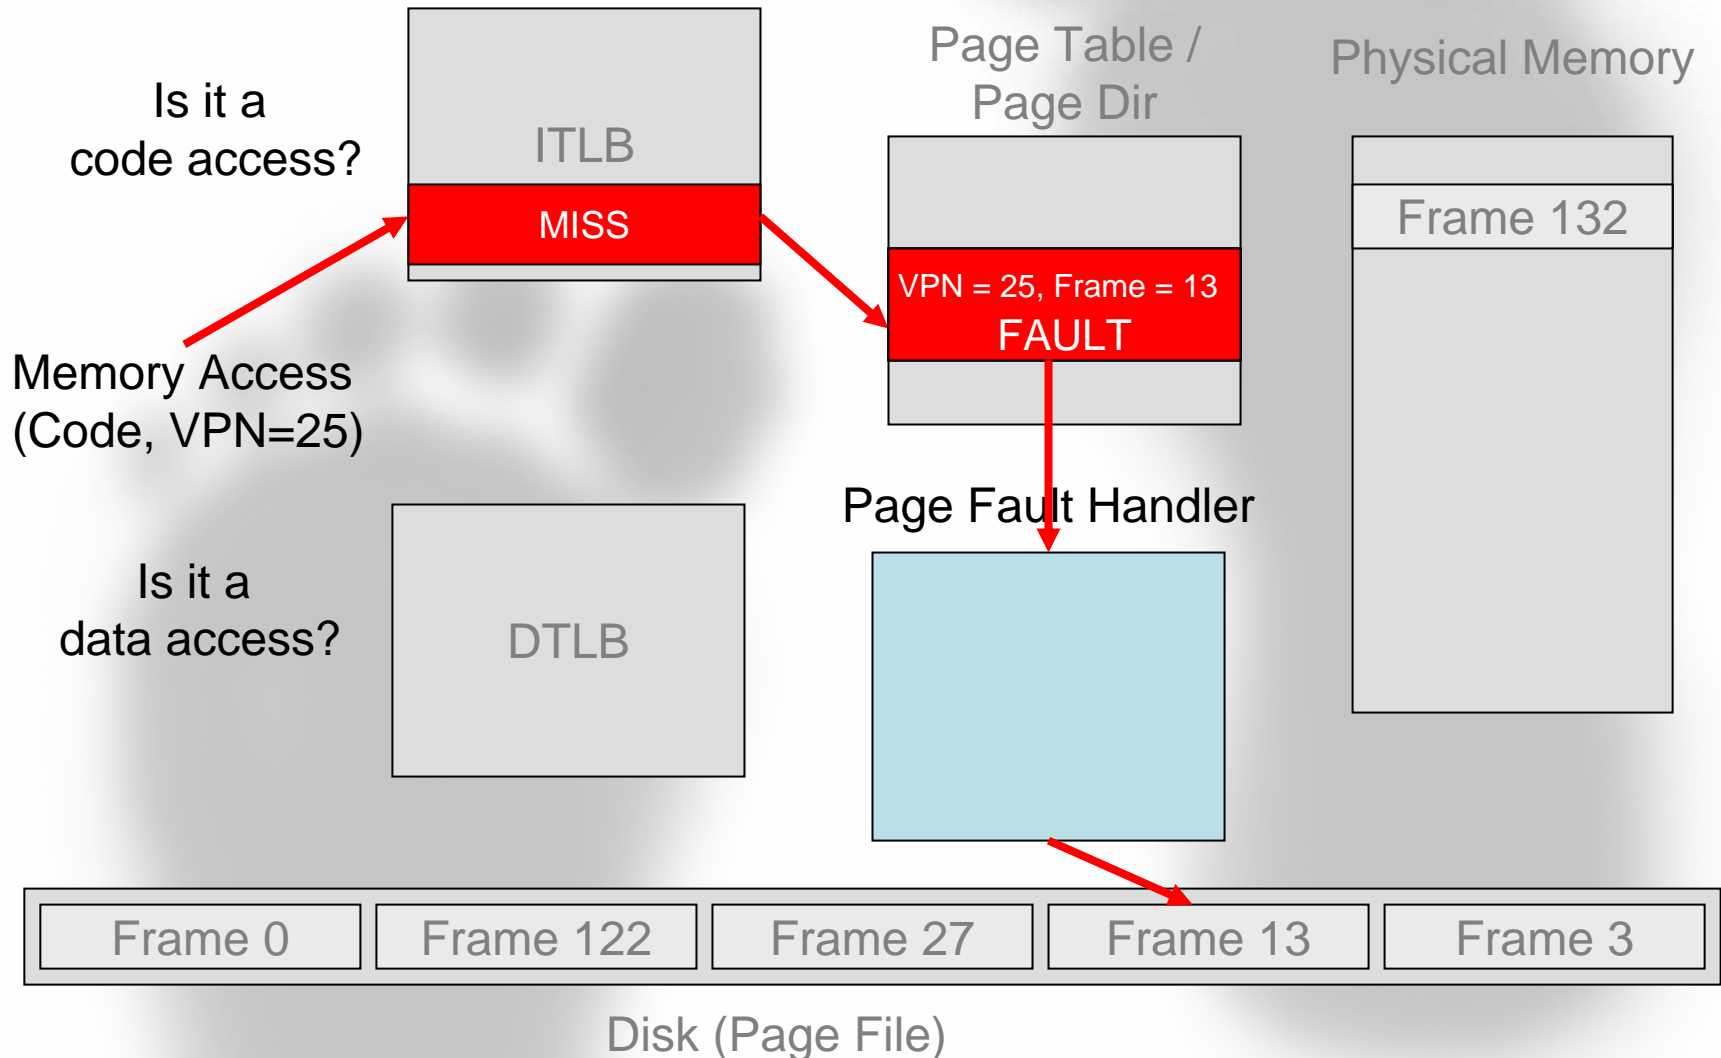 Page Table /
Page Dir
Physical Memory
Is it a
code access?
ITLB
MISS
Frame 132
VPN = 25, Frame = 13
FAULT
Memory Access
(Code, VPN=25)
Page Fault Handler
Is it a
data access?
DTLB
Frame 0
Frame 122
Frame 27
Frame 13
Frame 3
Disk (Page File)